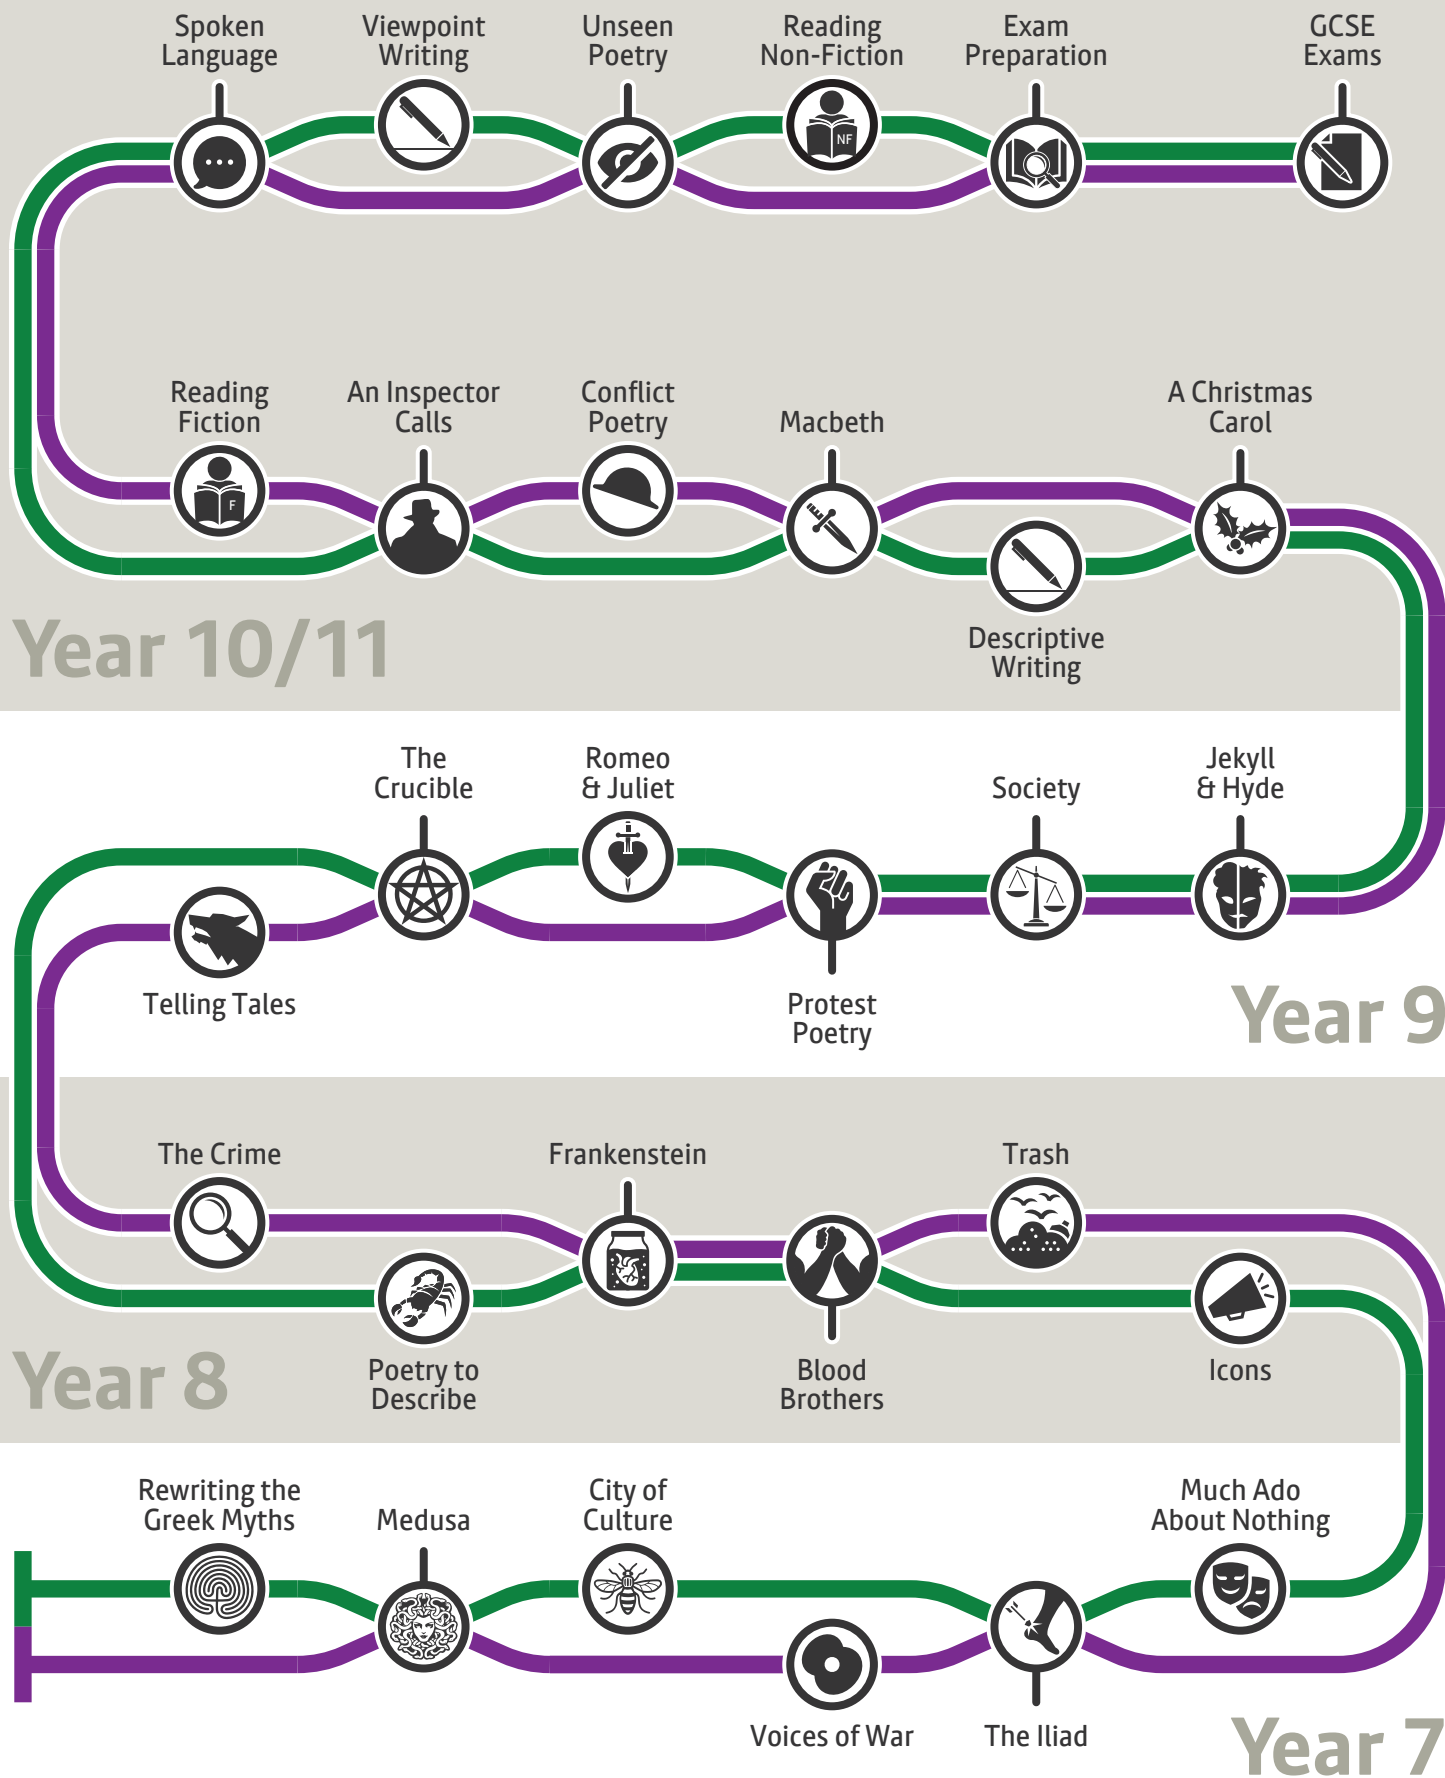 Spoken
Language
Viewpoint
Writing
Unseen
Poetry
Reading
Non-Fiction
Exam
Preparation
GCSE
Exams
NF
Reading
Fiction
An Inspector
Calls
Conflict
Poetry
Macbeth
A Christmas
Carol
F
Descriptive
Writing
Year 10/11
The
Crucible
Romeo
& Juliet
Society
Jekyll
& Hyde
Telling Tales
Protest
Poetry
Year 9
The Crime
Frankenstein
Trash
Poetry to
Describe
Blood
Brothers
Icons
Year 8
Rewriting the
Greek Myths
Medusa
City of
Culture
Much Ado
About Nothing
Voices of War
The Iliad
Year 7